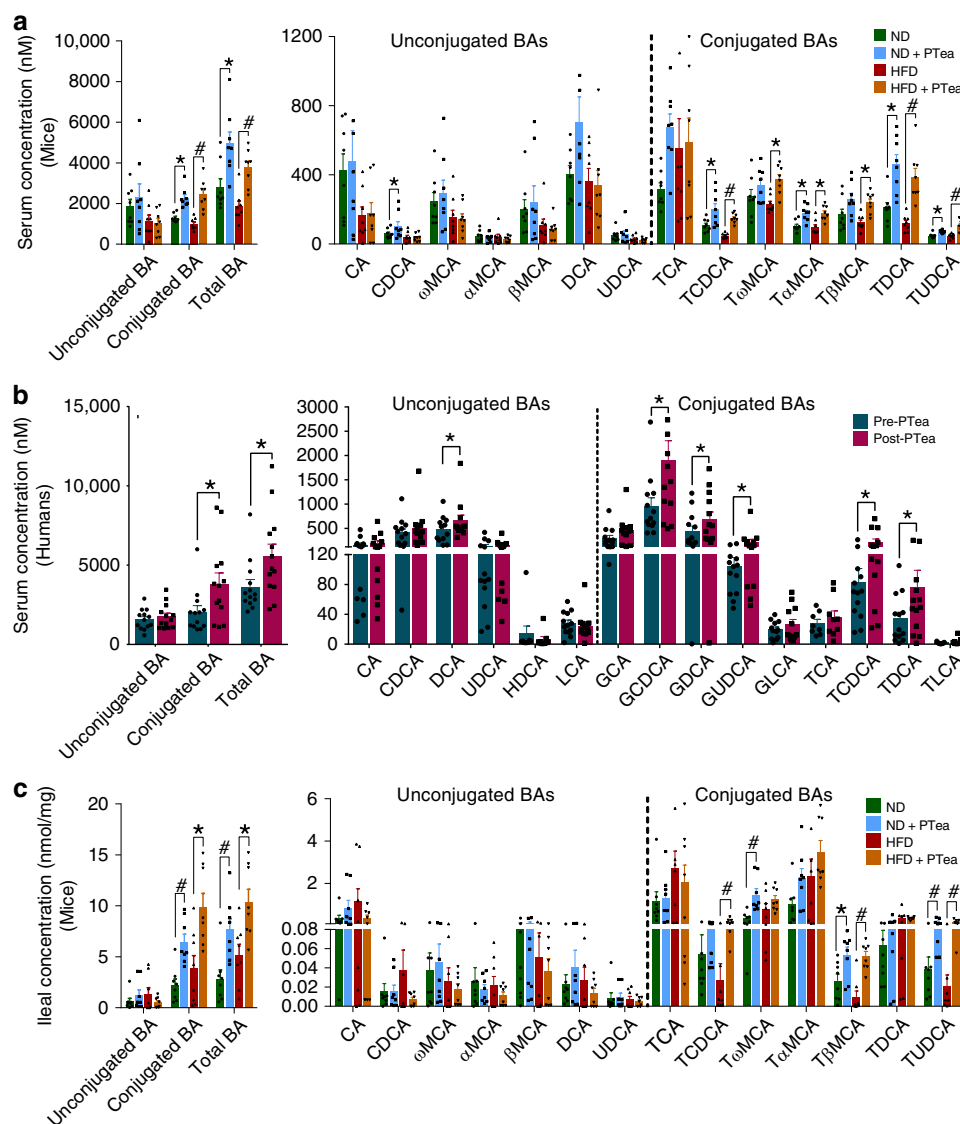 a
Serum concentration (nM)
(Mice)
10,000
8000
6000
4000
2000
0
* # * #
Unconjugated BA
Conjugated BA
Total BA
1200
800
400
0
Unconjugated BAs
Conjugated BAs
ND
ND + PTea
HFD
HFD + PTea
* * # * * * * * # * #
CA
CDCA
ωMCA
αMCA
βMCA
DCA
UDCA
TCA
TCDCA
TωMCA
TαMCA
TβMCA
TDCA
TUDCA
b
Serum concentration (nM)
(Humans)
15,000
10,000
5000
0
* *
Unconjugated BA
Conjugated BA
Total BA
3000
2500
2000
1500
1000
500
120
80
40
0
Unconjugated BAs
Conjugated BAs
Pre-PTea
Post-PTea
* * * * * *
CA
CDCA
DCA
UDCA
HDCA
LCA
GCA
GCDCA
GDCA
GUDCA
GLCA
TCA
TCDCA
TDCA
TLCA
c
Ileal concentration (nmol/mg)
(Mice)
20
15
10
5
0
# * # *
Unconjugated BA
Conjugated BA
Total BA
6
4
2
0.08
0.06
0.04
0.02
0.00
Unconjugated BAs
Conjugated BAs
ND
ND + PTea
HFD
HFD + PTea
# # * # # #
CA
CDCA
ωMCA
αMCA
βMCA
DCA
UDCA
TCA
TCDCA
TωMCA
TαMCA
TβMCA
TDCA
TUDCA